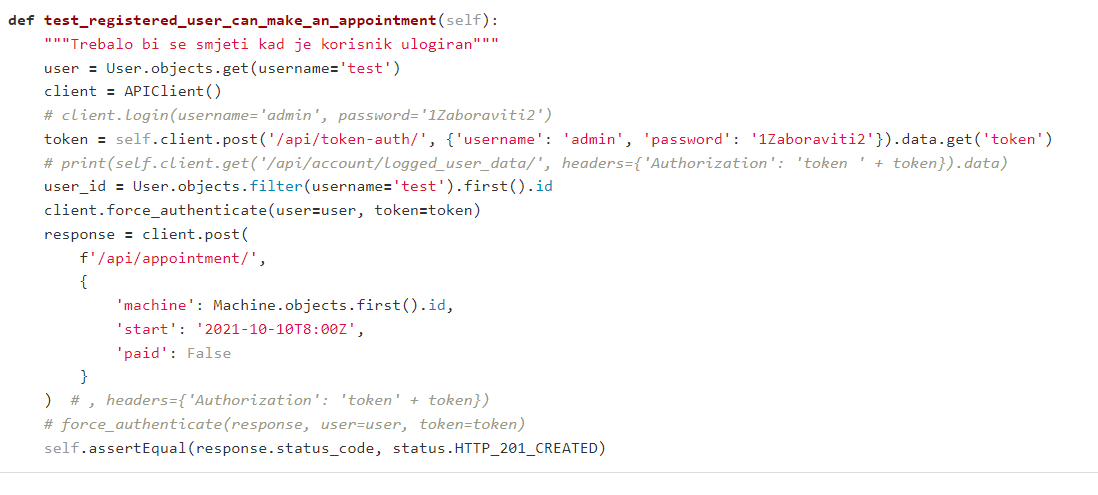 def test_registered_user_can_make_an_appointment(self):
    """Trebalo bi se smjeti kad je korisnik ulogiran"""
    user = User.objects.get(username='test')
    client = APIClient()
    # client.login(username='admin', password='1Zaboraviti2')
    token = self.client.post('/api/token-auth/', {'username': 'admin', 'password': '1Zaboraviti2'}).data.get('token')
    # print(self.client.get('/api/account/logged_user_data/', headers={'Authorization': 'token ' + token}).data)
    user_id = User.objects.filter(username='test').first().id
    client.force_authenticate(user=user, token=token)
    response = client.post(
        f'/api/appointment/',
        {
            'machine': Machine.objects.first().id,
            'start': '2021-10-10T8:00Z',
            'paid': False
        }
    )  # , headers={'Authorization': 'token' + token})
    # force_authenticate(response, user=user, token=token)
    self.assertEqual(response.status_code, status.HTTP_201_CREATED)